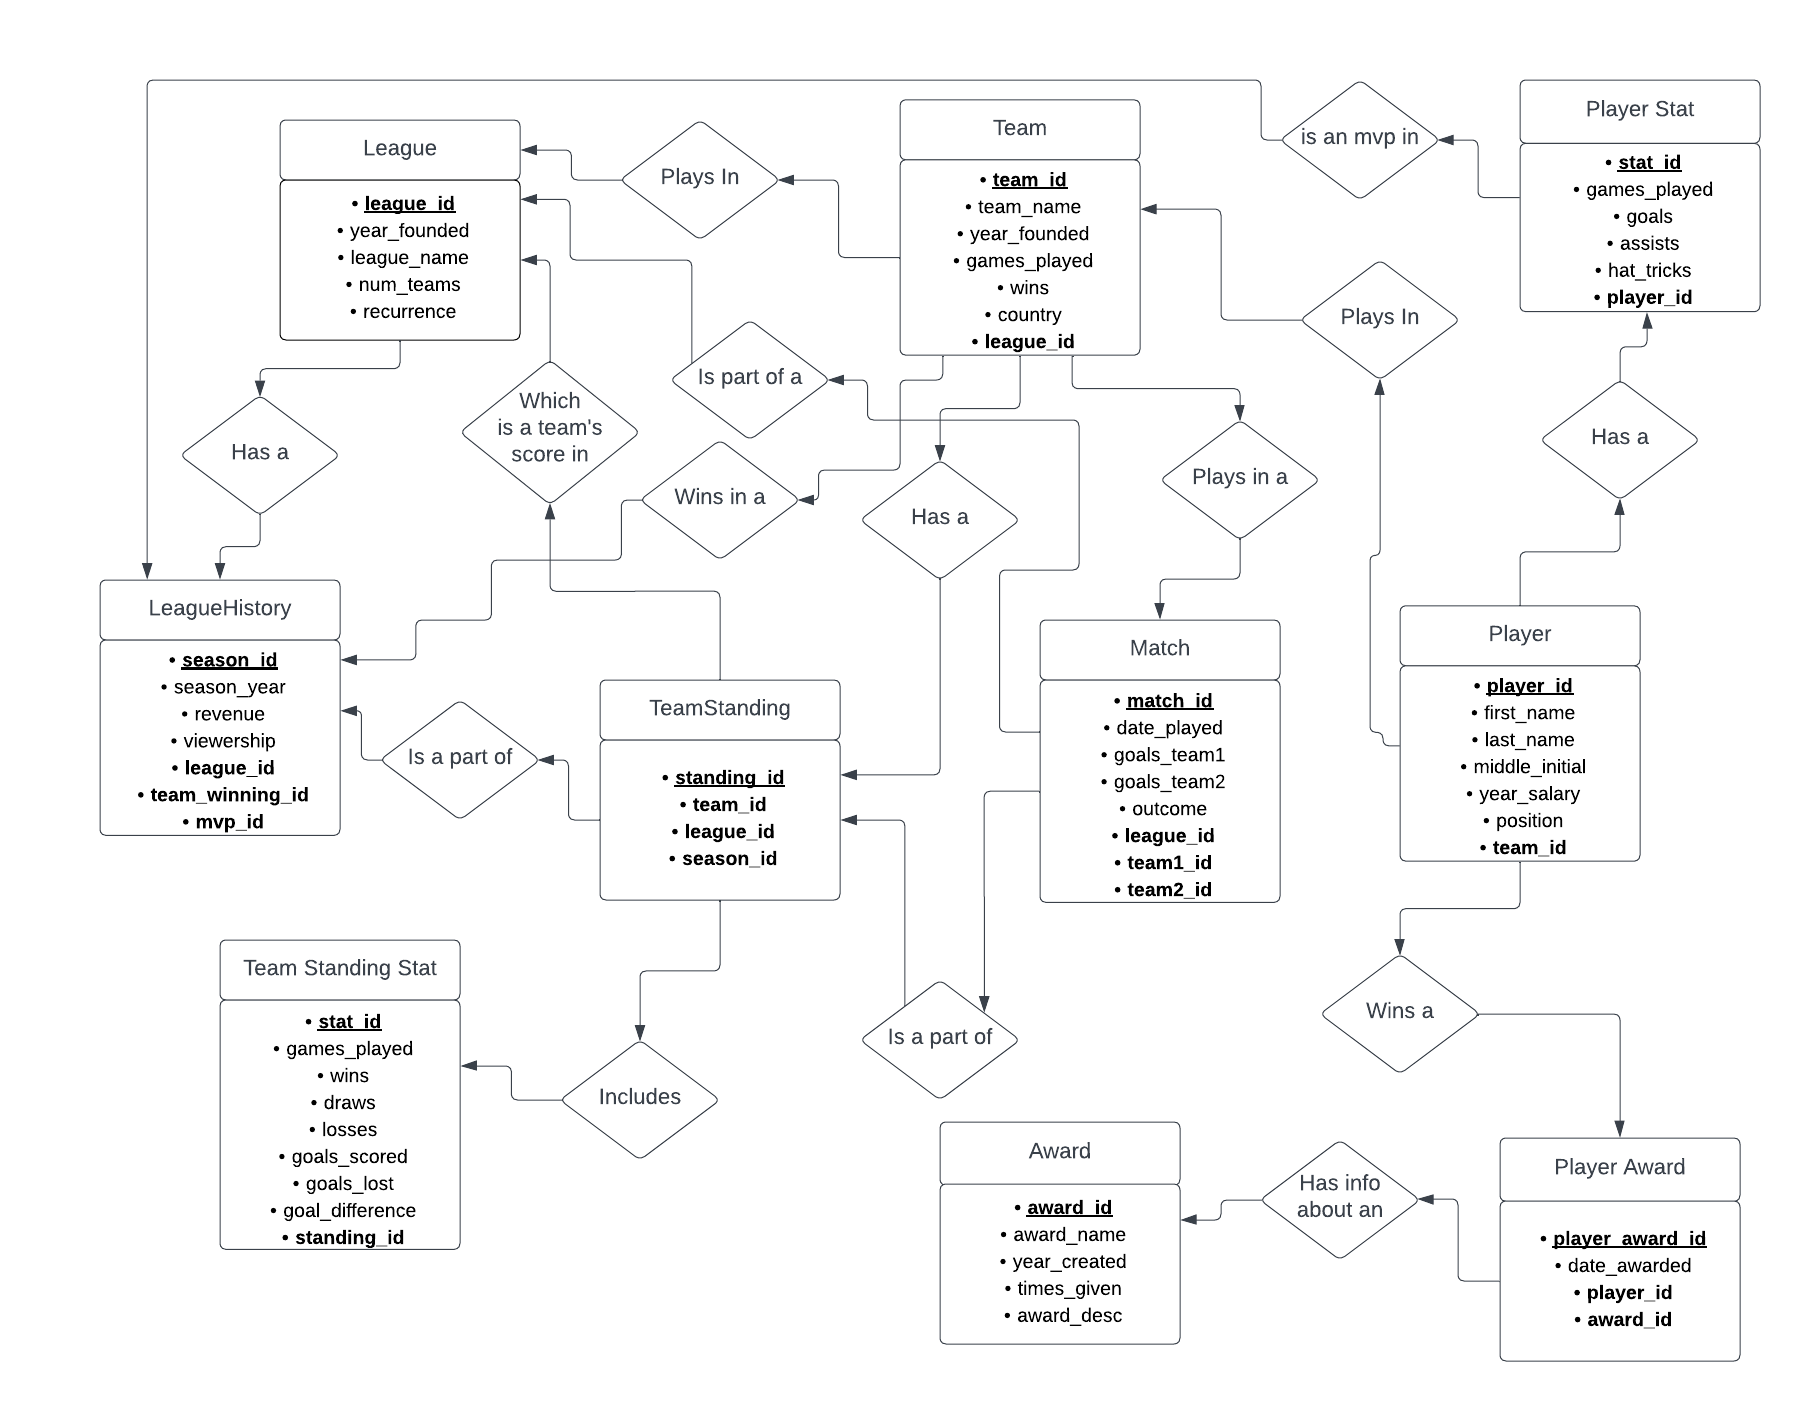 League
• league_id
• year_founded
• league_name
• num_teams
• recurrence
Plays In
Team
• team_id
• team_name
• year_founded
• games_played
• wins
• country
• league_id
is an mvp in
Player Stat
• stat_id
• games_played
• goals
• assists
• hat_tricks
• player_id
Plays In
Is part of a
Has a
Which
is a team's
score in
Wins in a
Has a
Plays in a
Has a
LeagueHistory
• season_id
• season_year
• revenue
• viewership
• league_id
• team_winning_id
• mvp_id
Is a part of
TeamStanding
• standing_id
• team_id
• league_id
• season_id
Match
• match_id
• date_played
• goals_team1
• goals_team2
• outcome
• league_id
• team1_id
• team2_id
Player
• player_id
• first_name
• last_name
• middle_initial
• year_salary
• position
• team_id
Team Standing Stat
• stat_id
• games_played
• wins
• draws
• losses
• goals_scored
• goals_lost
• goal_difference
• standing_id
Includes
Is a part of
Wins a
Award
• award_id
• award_name
• year_created
• times_given
• award_desc
Has info
about an
Player Award
• player_award_id
• date_awarded
• player_id
• award_id